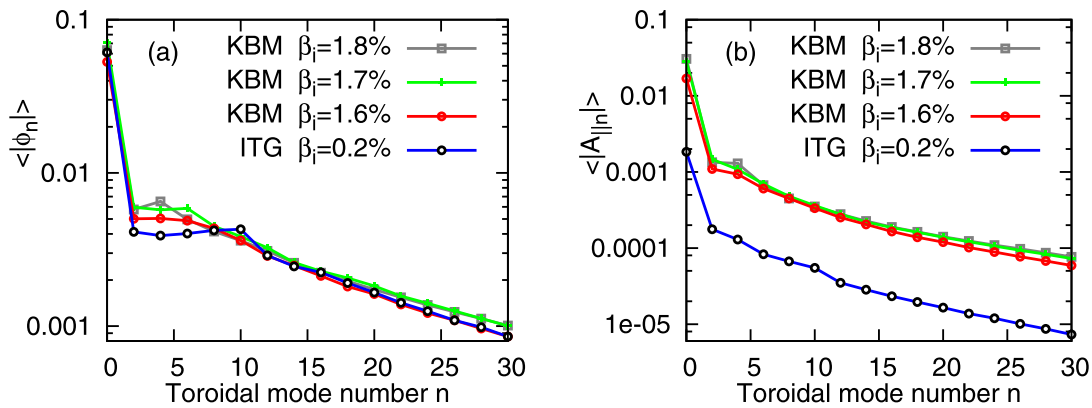 (a)
KBM β_i=1.8%
KBM β_i=1.7%
KBM β_i=1.6%
ITG β_i=0.2%
<|ϕ_n|>
0.1
0.01
0.001
0 5 10 15 20 25 30
Toroidal mode number n
(b)
KBM β_i=1.8%
KBM β_i=1.7%
KBM β_i=1.6%
ITG β_i=0.2%
<|A_||n|>
0.1
0.01
0.001
0.0001
1e-05
0 5 10 15 20 25 30
Toroidal mode number n